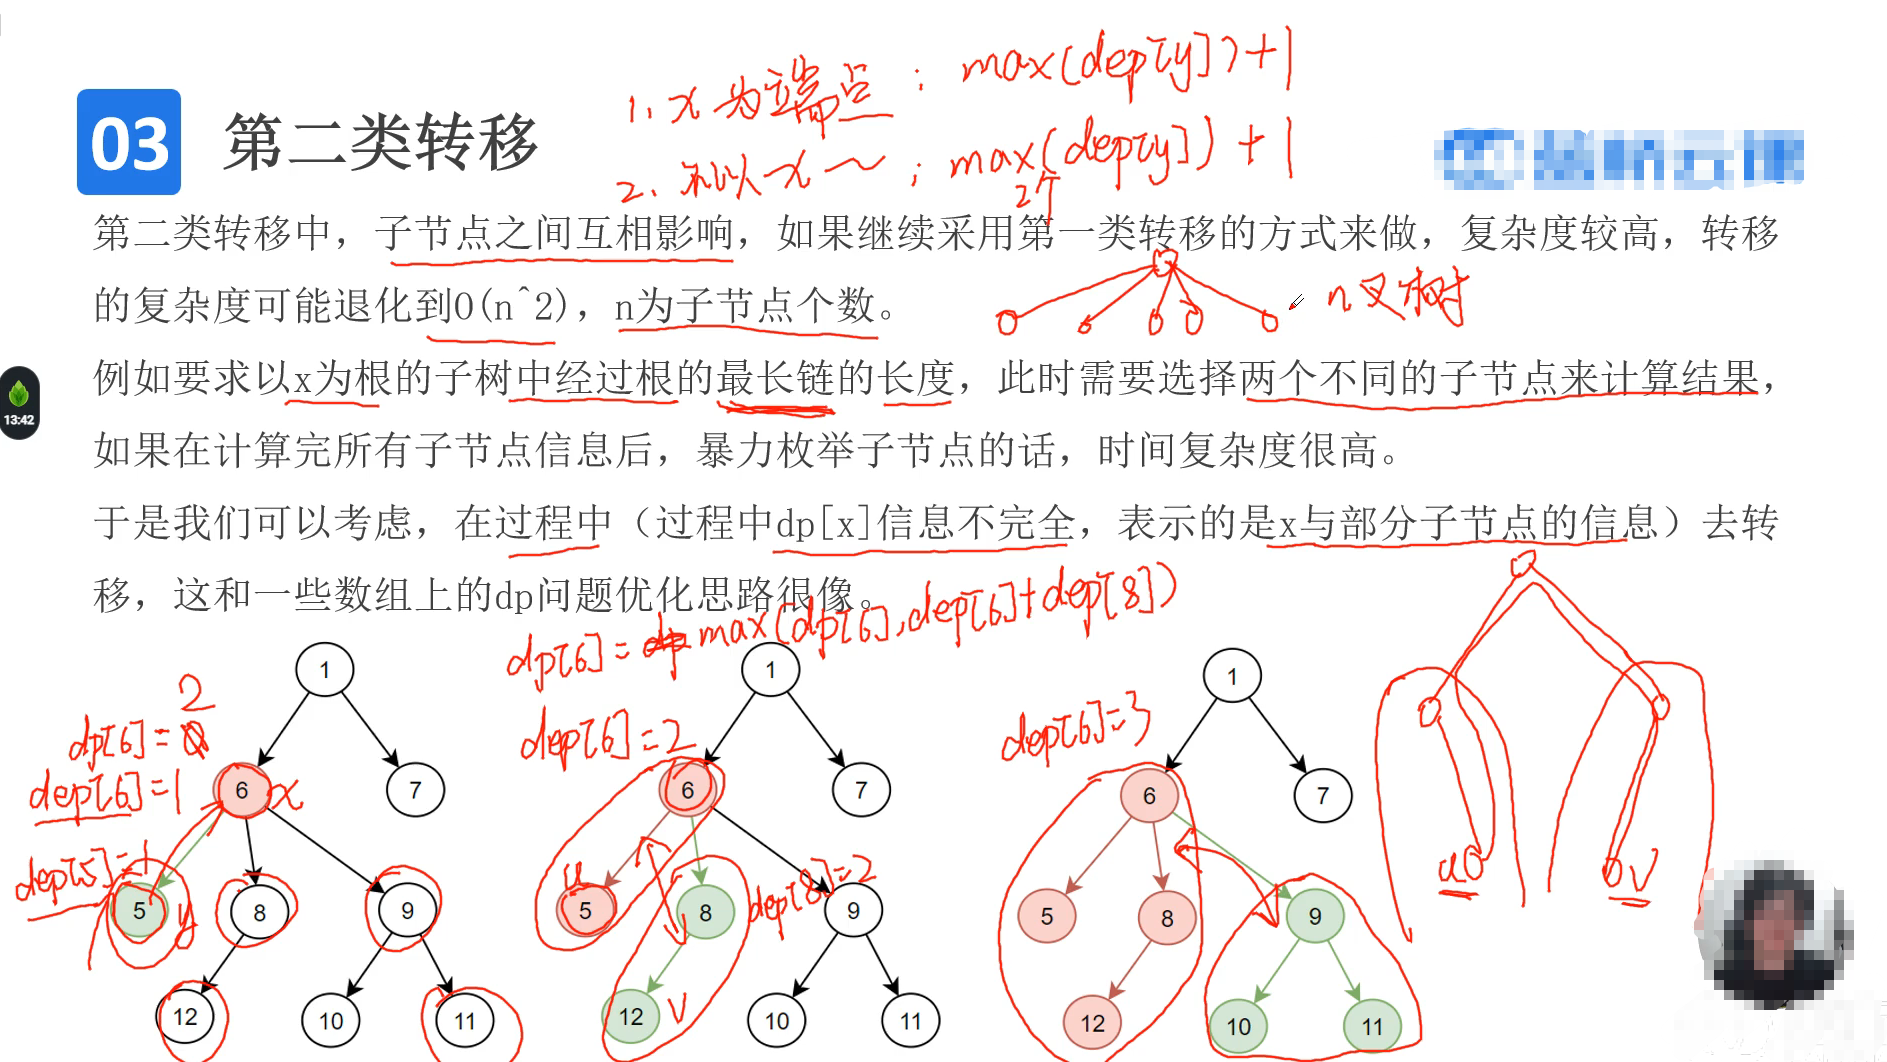 1、x为端点：max(dep[y])+1
03 第二类转移
max(dep[y])+1
2个
第二类转移中，子节点之间互相影响，如果继续采用第一类转移的方式来做，复杂度较高，转移
的复杂度可能退化到O(n^2)，n为子节点个数。
n叉树
例如要求以x为根的子树中经过根的最长链的长度，此时需要选择两个不同的子节点来计算结果，
13:42
如果在计算完所有子节点信息后，暴力枚举子节点的话，时间复杂度很高。
于是我们可以考虑，在过程中（过程中dp[x]信息不完全，表示的是x与部分子节点的信息）去转
移，这和一些数组上的dp问题优化思路很像。
dp[6]=max(dp[6],dep[6]+dep[8])
1 1 1
2
dp[6]=
dep[6]=2
dep[6]=3
dep[6]=1
6 x 7
6 7
6 7
dep[5]=1
5 y 8 9
u 5 8 dep[8]=2 9
5 8 9
u v
12 10 11
12 v 10 11
12 10 11